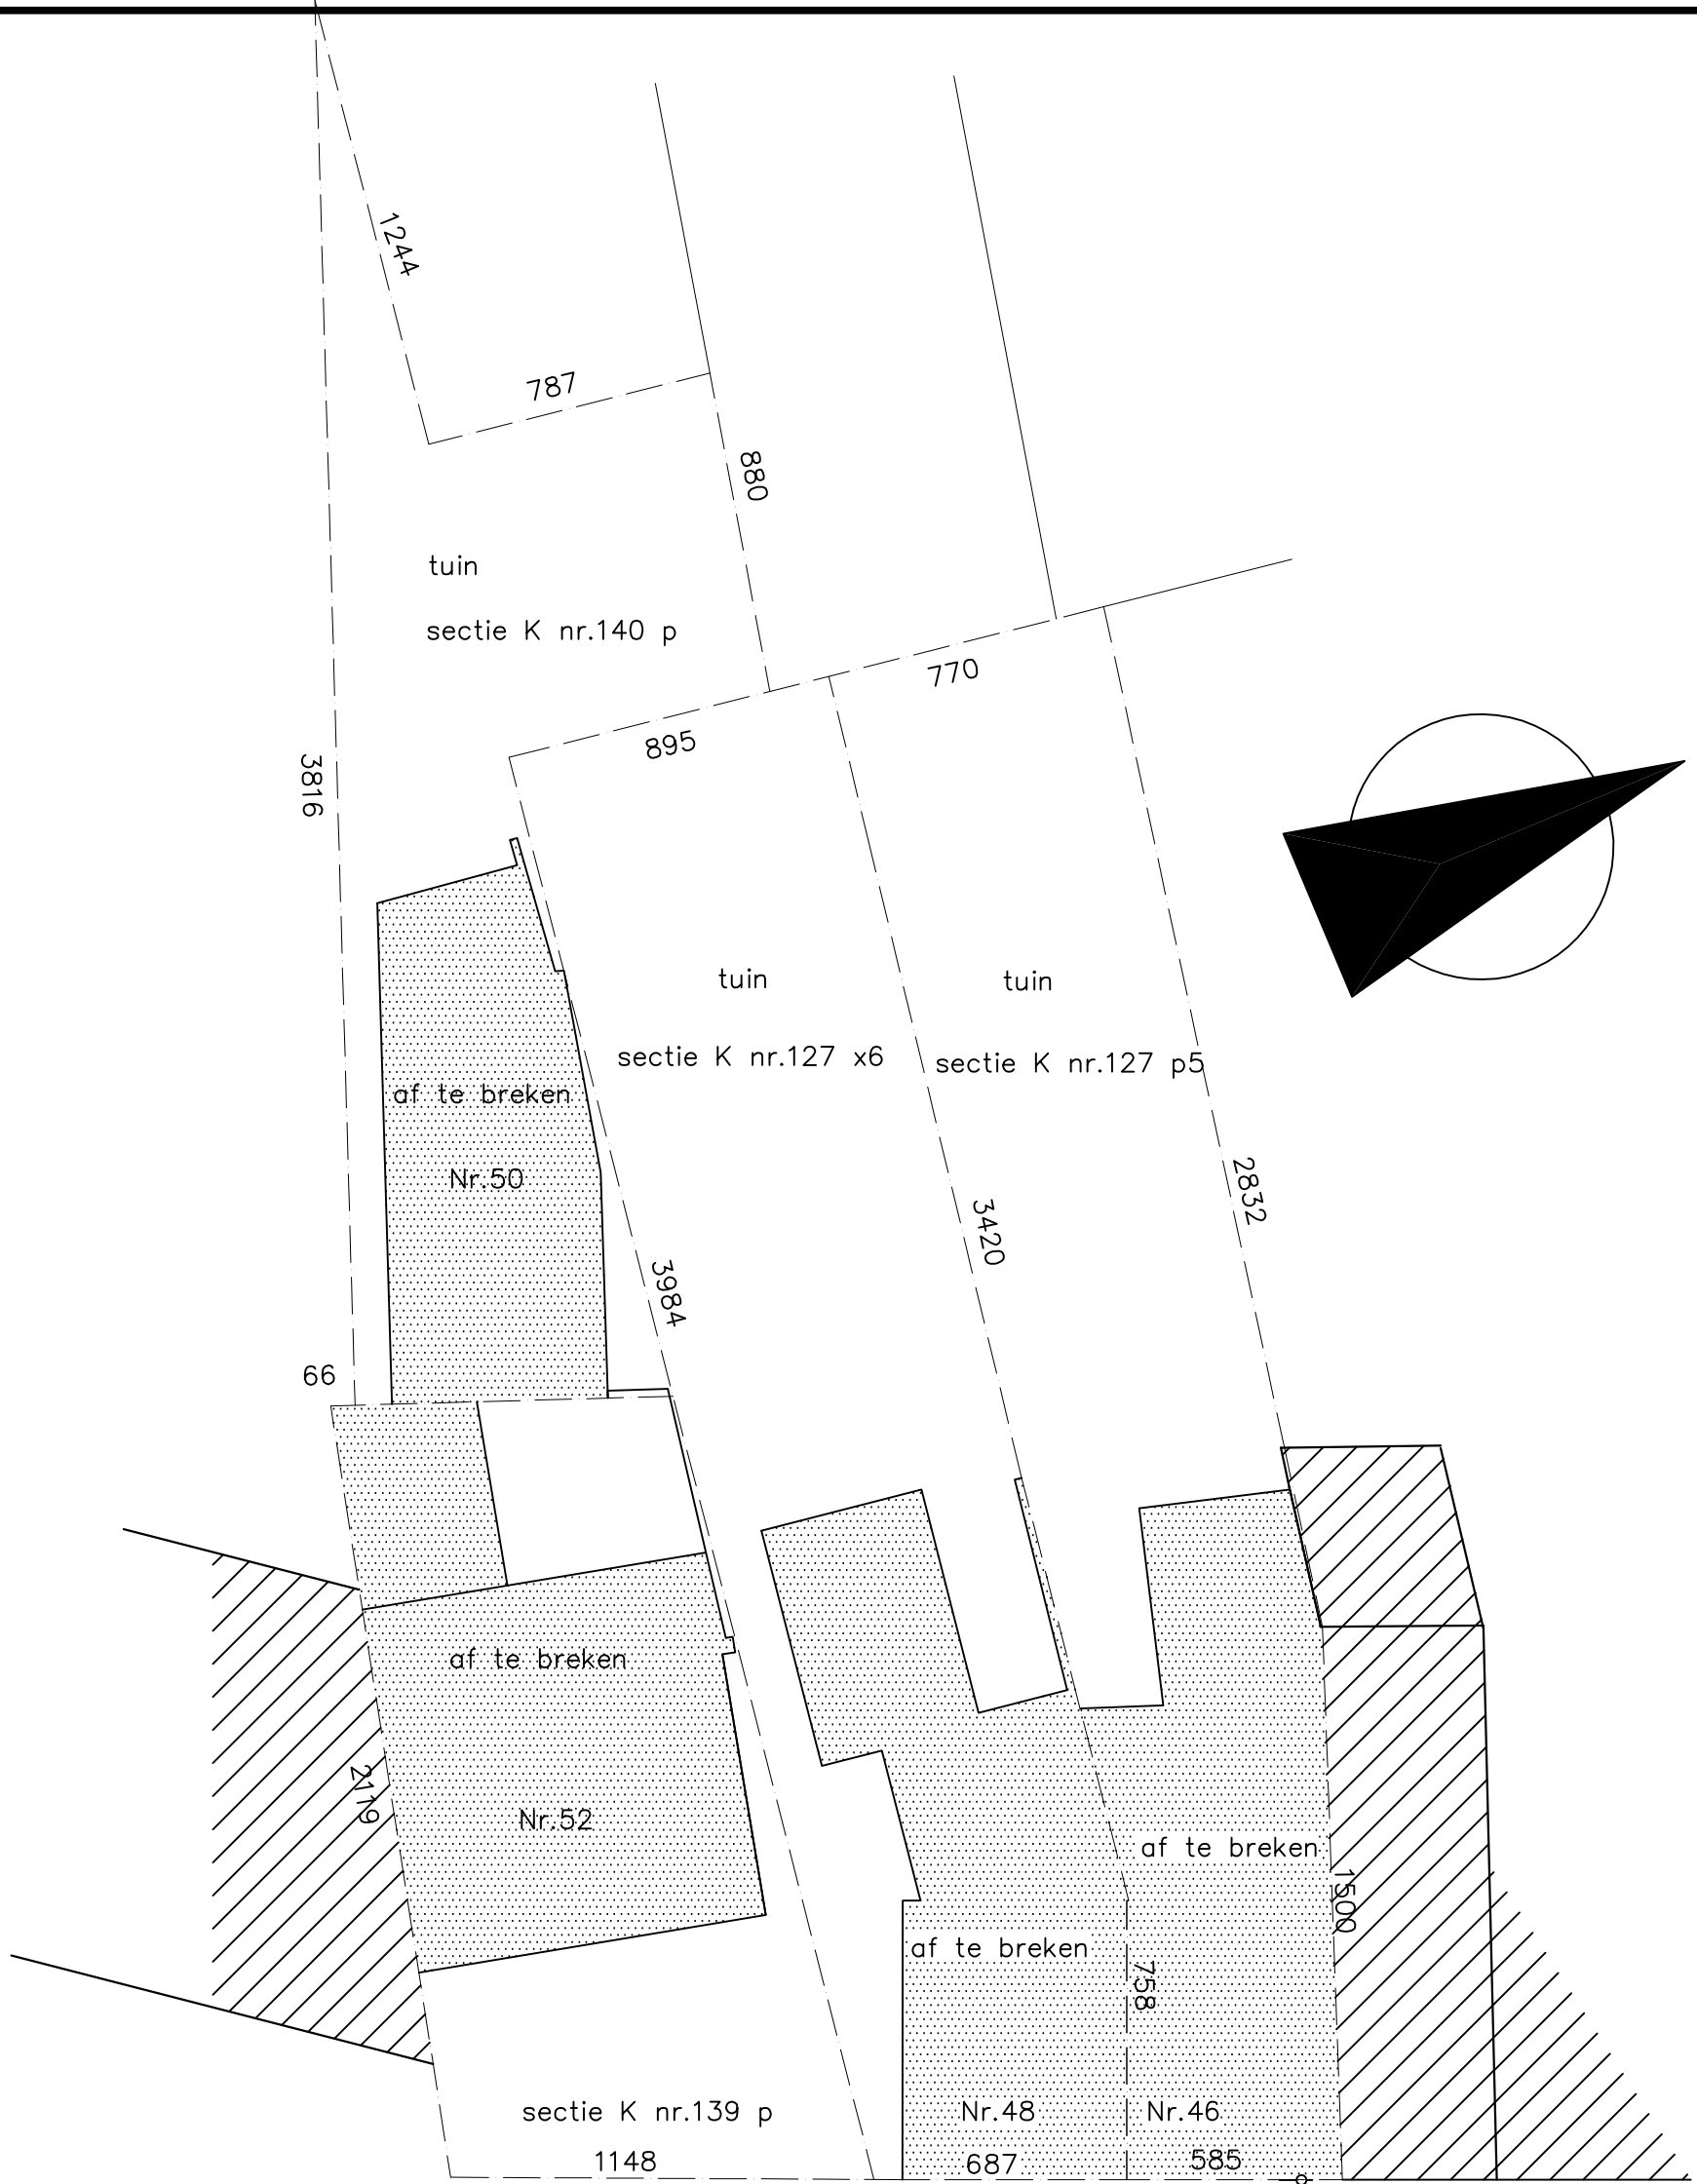 1244
787
880
tuin
sectie K nr.140 p
770
895
3816
tuin
tuin
sectie K nr.127 x6
sectie K nr.127 p5
af te breken
Nr.50
2832
3420
3984
66
af te breken
2119
Nr.52
af te breken
1500
af te breken
758
sectie K nr.139 p
Nr.48
Nr.46
1148
687
585